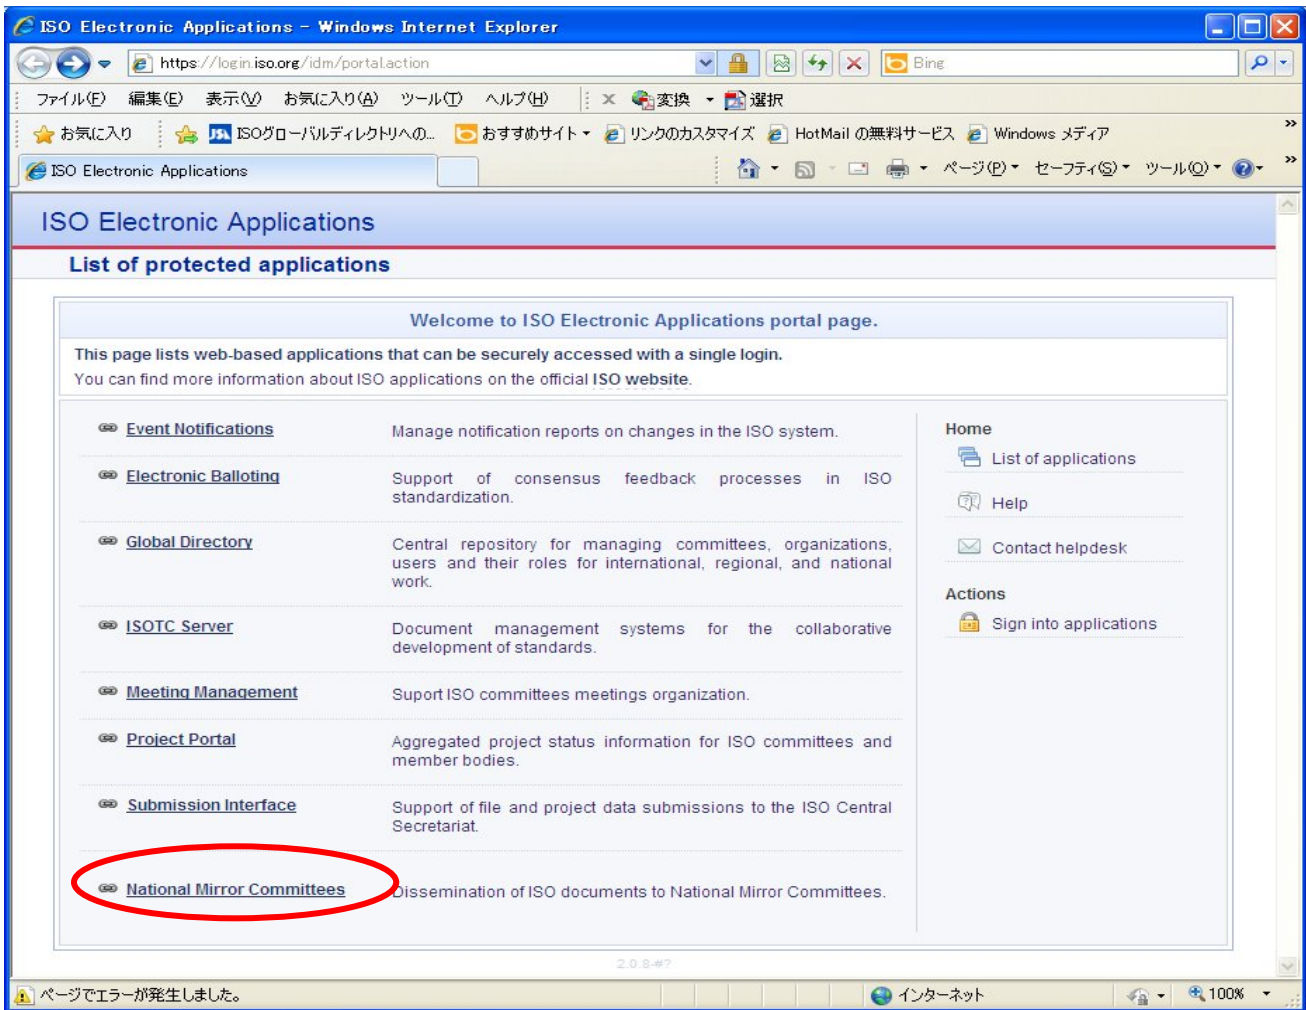 ISO Electronic Applications - Windows Internet Explorer
https://login.iso.org/idm/portal.action
Bing
ファイル(F) 編集(E) 表示(V) お気に入り(A) ツール(T) ヘルプ(H) x 変換 選択
お気に入り JSA ISOグローバルディレクトリへの... おすすめサイト リンクのカスタマイズ HotMail の無料サービス Windows メディア »
ISO Electronic Applications ページ(P) セーフティ(S) ツール(O) »
ISO Electronic Applications
List of protected applications
Welcome to ISO Electronic Applications portal page.
This page lists web-based applications that can be securely accessed with a single login.
You can find more information about ISO applications on the official ISO website.
Event Notifications Manage notification reports on changes in the ISO system.
Electronic Balloting Support of consensus feedback processes in ISO
standardization.
Global Directory Central repository for managing committees, organizations,
users and their roles for international, regional, and national
work.
ISOTC Server Document management systems for the collaborative
development of standards.
Meeting Management Suport ISO committees meetings organization.
Project Portal Aggregated project status information for ISO committees and
member bodies.
Submission Interface Support of file and project data submissions to the ISO Central
Secretariat.
National Mirror Committees Dissemination of ISO documents to National Mirror Committees.
Home
List of applications
Help
Contact helpdesk
Actions
Sign into applications
2.0.8-#?
ページでエラーが発生しました。 インターネット 100%